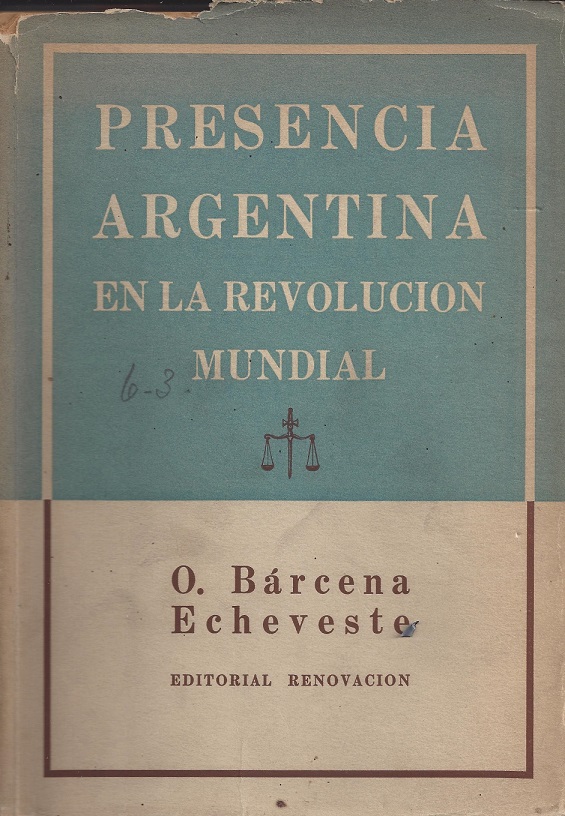 PRESENCIA
ARGENTINA
EN LA REVOLUCION
MUNDIAL
6-3
O. Bárcena
Echeveste
EDITORIAL RENOVACION